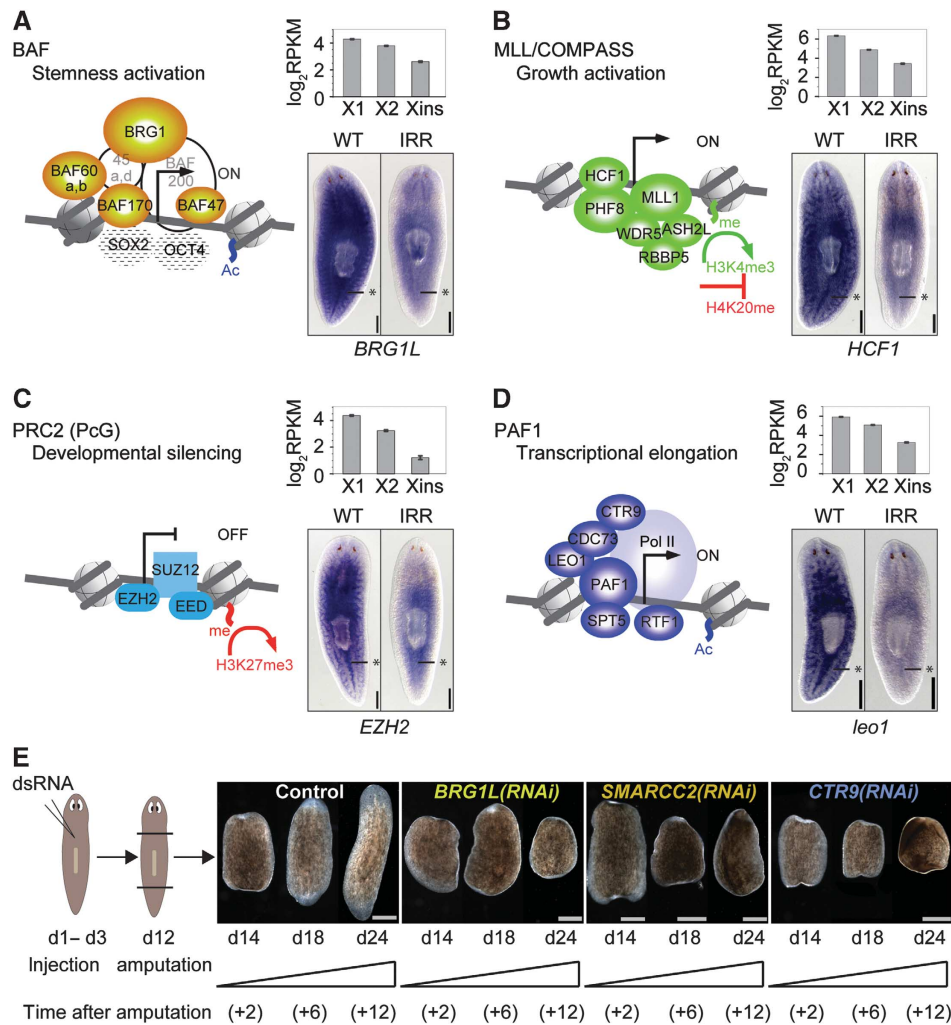 A
BAF
Stemness activation
BRG1
45
a,d
BAF
200
BAF60
a,b
BAF170
BAF47
ON
SOX2
OCT4
Ac
log2RPKM
4
2
0
X1 X2 Xins
WT IRR
*
*
BRG1L
B
MLL/COMPASS
Growth activation
HCF1
PHF8
MLL1
WDR5
ASH2L
RBBP5
ON
me
H3K4me3
H4K20me
log2RPKM
6
4
2
0
X1 X2 Xins
WT IRR
*
*
HCF1
C
PRC2 (PcG)
Developmental silencing
OFF
SUZ12
EZH2
EED
me
H3K27me3
log2RPKM
4
2
0
X1 X2 Xins
WT IRR
*
*
EZH2
D
PAF1
Transcriptional elongation
CTR9
CDC73
LEO1
Pol II
PAF1
ON
SPT5
RTF1
Ac
log2RPKM
6
4
2
0
X1 X2 Xins
WT IRR
*
*
leo1
E
dsRNA
d1– d3
Injection
d12
amputation
Control BRG1L(RNAi) SMARCC2(RNAi) CTR9(RNAi)
d14 d18 d24 d14 d18 d24 d14 d18 d24 d14 d18 d24
Time after amputation (+2) (+6) (+12) (+2) (+6) (+12) (+2) (+6) (+12) (+2) (+6) (+12)